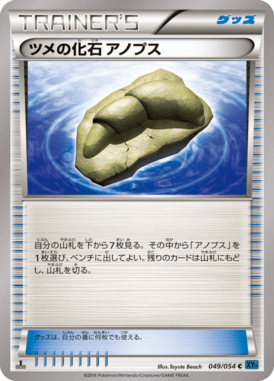 TRAINER'S グッズ
ツメの化石 アノプス
自分の山札を下から7枚見る。その中から「アノプス」を
1枚選び、ベンチに出してよい。残りのカードは山札にもど
し、山札を切る。
グッズは、自分の番に何枚でも使える。
Illus. Toyste Beach 049/054 C XY
©2016 Pokémon/Nintendo/Creatures/GAME FREAK.